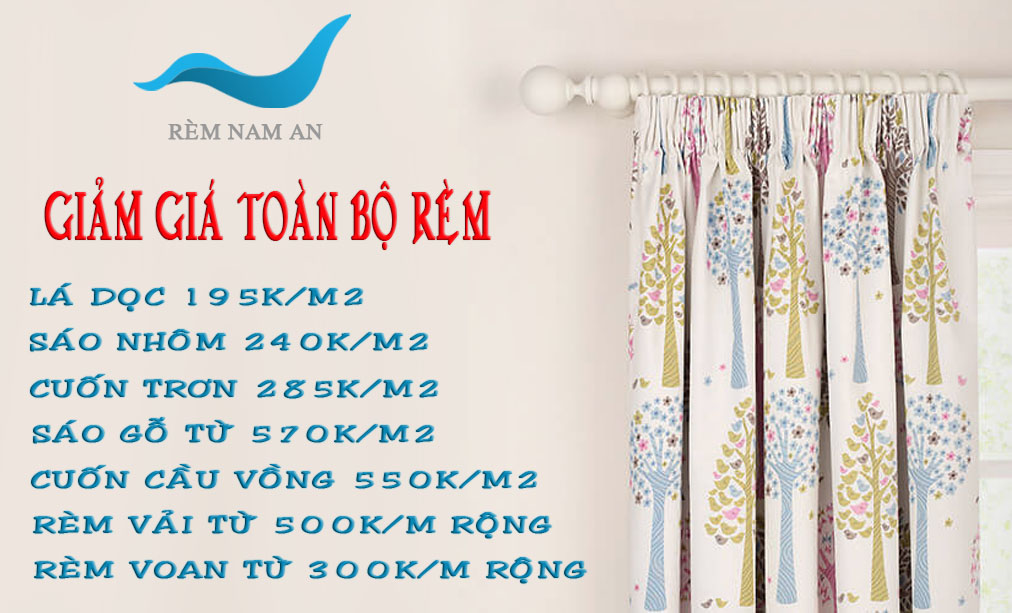 RÈM NAM AN
GIẢM GIÁ TOÀN BỘ RÈM
LÁ DỌC 195K/M2
SÁO NHÔM 240K/M2
CUỐN TRƠN 285K/M2
SÁO GỖ TỪ 570K/M2
CUỐN CẦU VỒNG 550K/M2
RÈM VẢI TỪ 500K/M RỘNG
RÈM VOAN TỪ 300K/M RỘNG